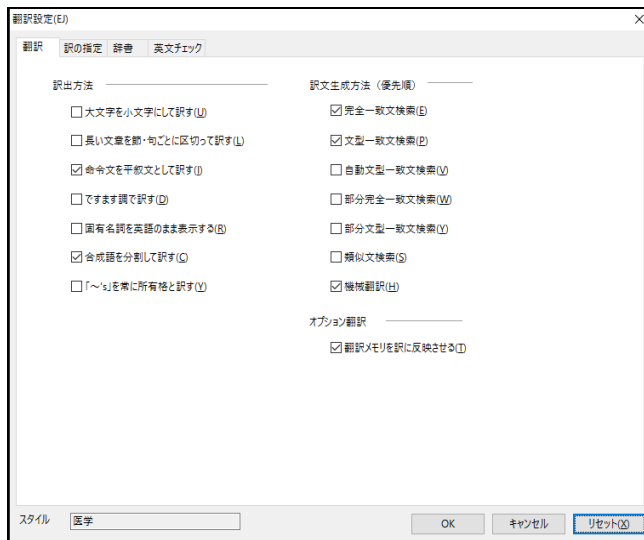 翻訳設定(EJ)
翻訳 訳の指定 辞書 英文チェック
訳出方法
大文字を小文字にして訳す(U)
長い文章を節・句ごとに区切って訳す(L)
命令文を平叙文として訳す(I)
ですます調で訳す(D)
固有名詞を英語のまま表示する(R)
合成語を分割して訳す(C)
「～'s」を常に所有格と訳す(Y)
訳文生成方法（優先順）
完全一致文検索(E)
文型一致文検索(P)
自動文型一致文検索(V)
部分完全一致文検索(W)
部分文型一致文検索(Y)
類似文検索(S)
機械翻訳(H)
オプション翻訳
翻訳メモリを訳に反映させる(T)
スタイル 医学
OK キャンセル リセット(X)